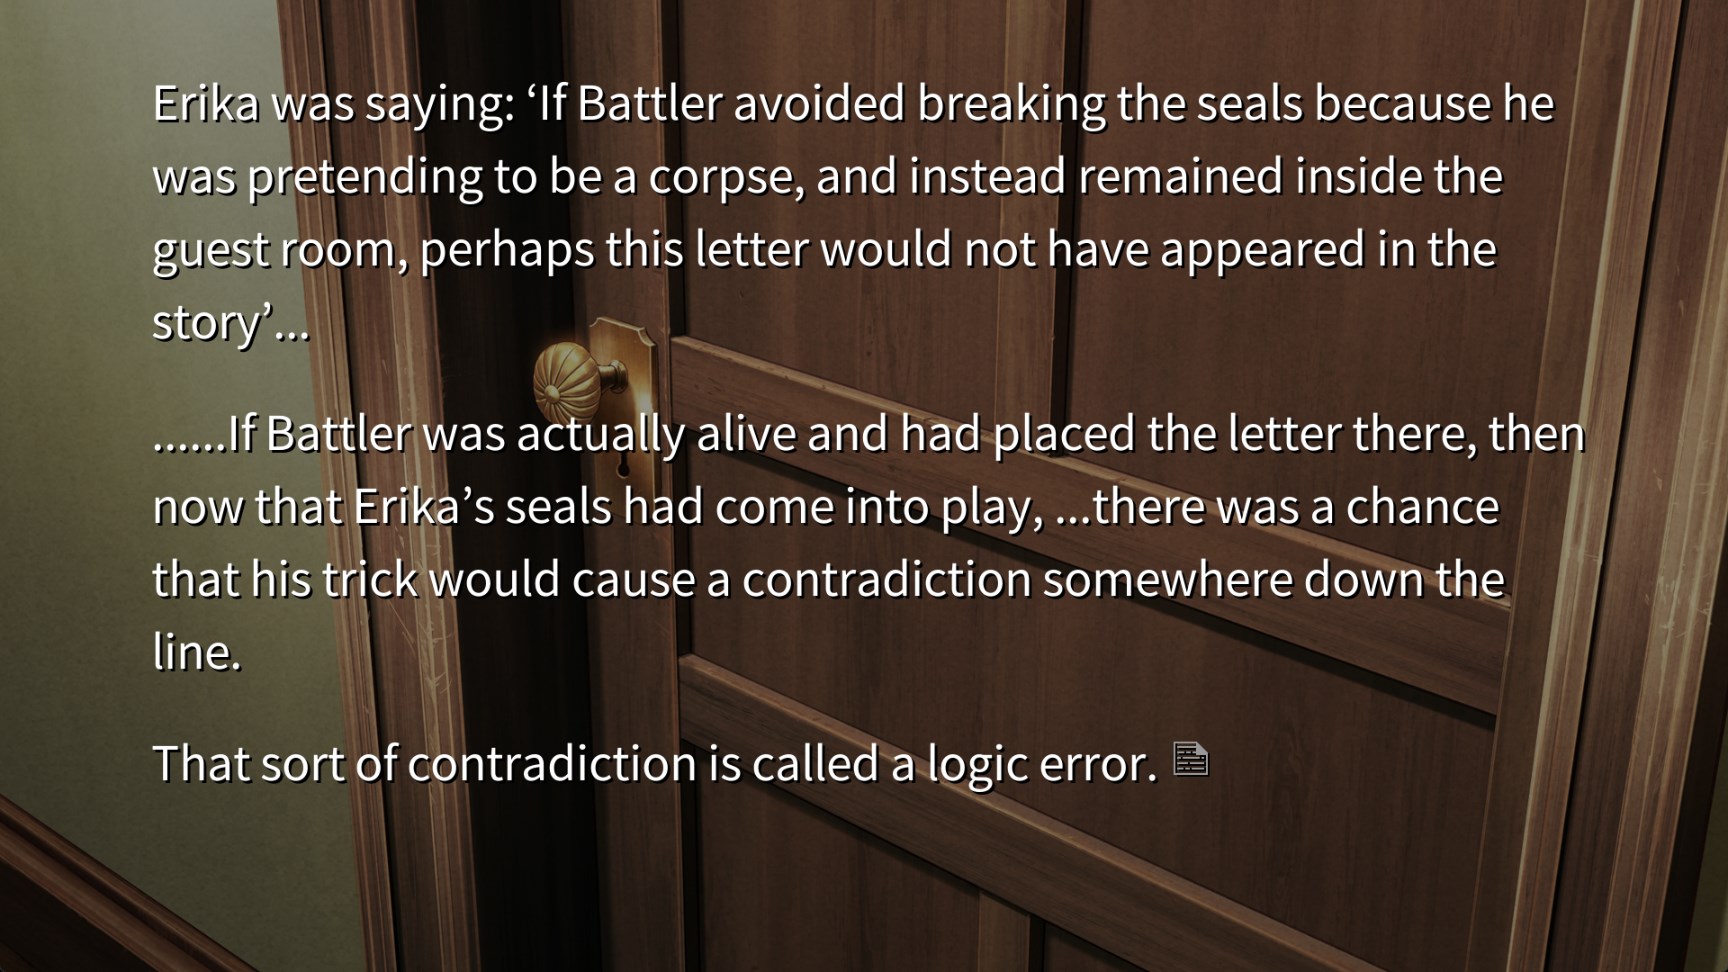 Erika was saying: ‘If Battler avoided breaking the seals because he
was pretending to be a corpse, and instead remained inside the
guest room, perhaps this letter would not have appeared in the
story’...
......If Battler was actually alive and had placed the letter there, then
now that Erika’s seals had come into play, ...there was a chance
that his trick would cause a contradiction somewhere down the
line.
That sort of contradiction is called a logic error.